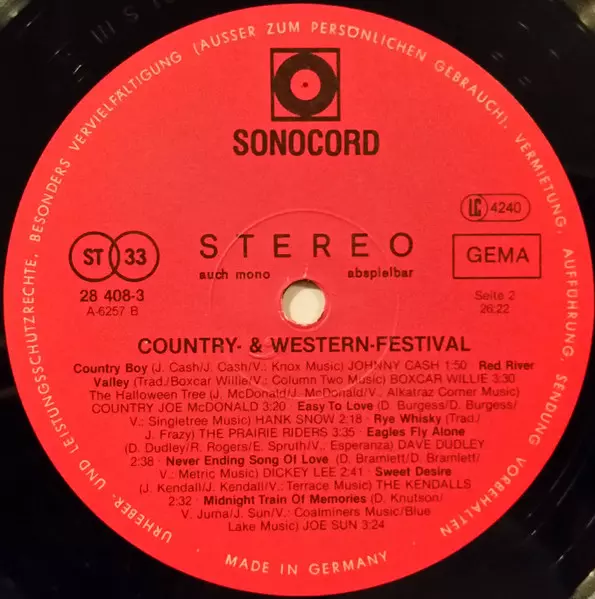 URHEBER- UND LEISTUNGSSCHUTZRECHTE, BESONDERS VERVIELFÄLTIGUNG (AUSSER ZUM PERSÖNLICHEN GEBRAUCH), VERMIETUNG, AUFFÜHRUNG, SENDUNG VORBEHALTEN
SONOCORD
LC 4240
STEREO
ST 33
auch mono abspielbar
GEMA
28 408-3
A-6257 B
Seite 2
26:22
COUNTRY- & WESTERN-FESTIVAL
Country Boy (J. Cash/J. Cash/V.: Knox Music) JOHNNY CASH 1:50 · Red River
Valley (Trad./Boxcar Willie/V.: Column Two Music) BOXCAR WILLIE 3:30
The Halloween Tree (J. McDonald/J. McDonald/V.: Alkatraz Corner Music)
COUNTRY JOE McDONALD 3:20 · Easy To Love (D. Burgess/D. Burgess/
V.: Singletree Music) HANK SNOW 2:18 · Rye Whisky (Trad./
J. Frazy) THE PRAIRIE RIDERS 3:35 · Eagles Fly Alone
(D. Dudley/R. Rogers/E. Spruth/V.: Esperanza) DAVE DUDLEY
2:38 · Never Ending Song Of Love (D. Bramlett/D. Bramlett/
V.: Metric Music) DICKEY LEE 2:41 · Sweet Desire
(J. Kendall/J. Kendall/V.: Terrace Music) THE KENDALLS
2:32 · Midnight Train Of Memories (D. Knutson/
V. Juma/J. Sun/V.: Coalminers Music/Blue
Lake Music) JOE SUN 3:24
MADE IN GERMANY